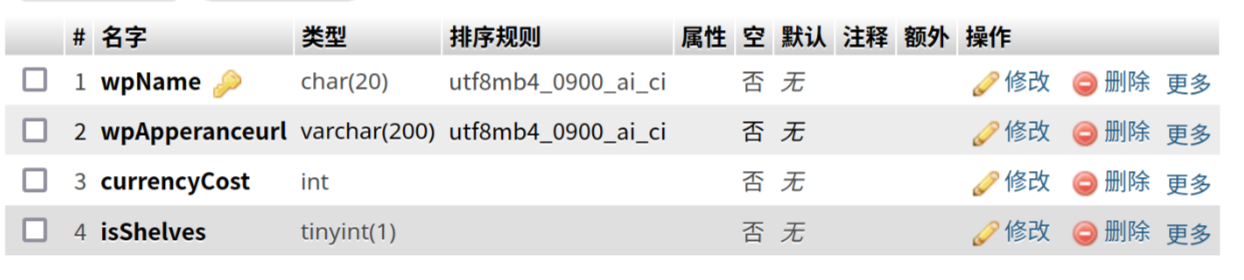 # 名字 类型 排序规则 属性 空 默认 注释 额外 操作
1 wpName char(20) utf8mb4_0900_ai_ci 否 无 修改 删除 更多
2 wpApperanceurl varchar(200) utf8mb4_0900_ai_ci 否 无 修改 删除 更多
3 currencyCost int 否 无 修改 删除 更多
4 isShelves tinyint(1) 否 无 修改 删除 更多